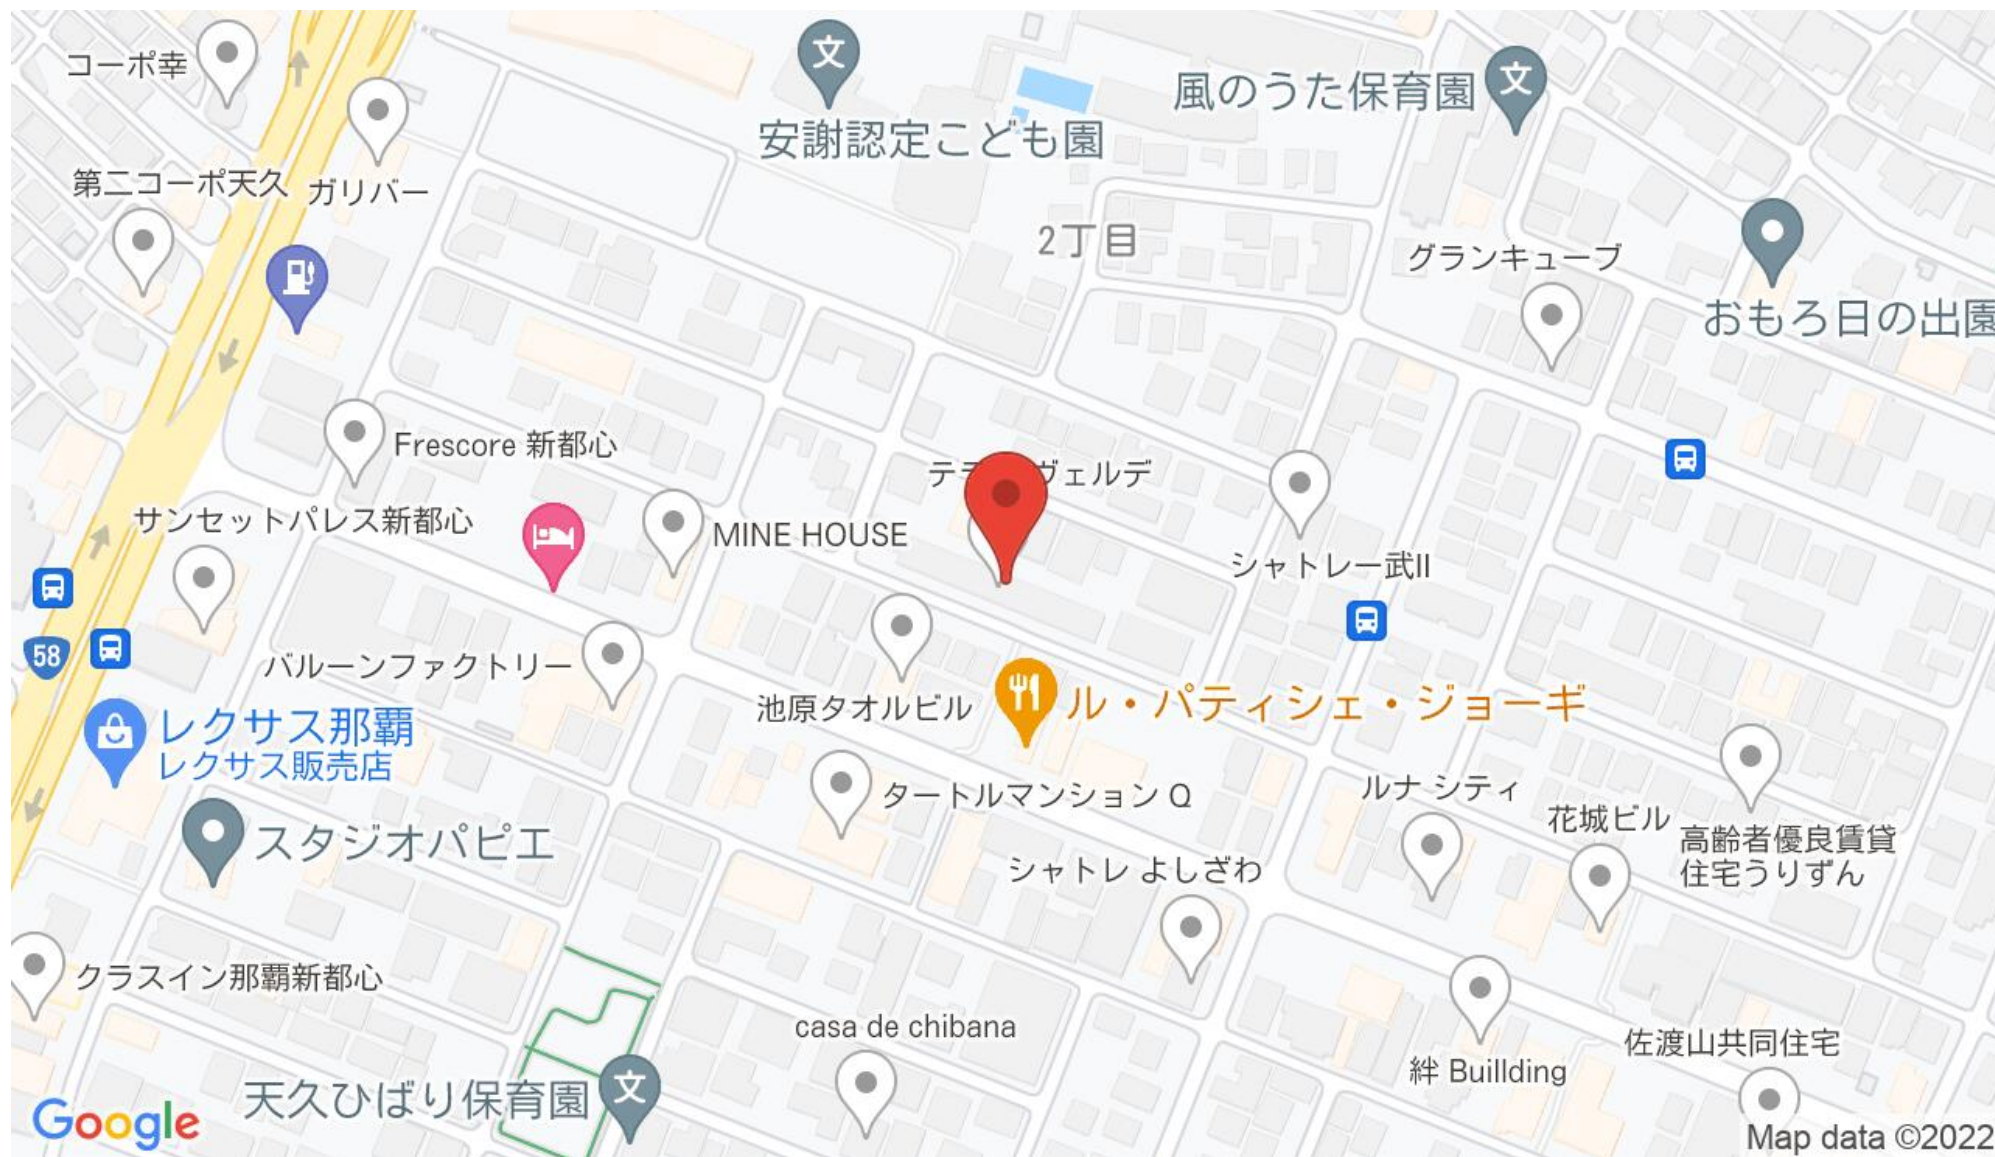 コーポ幸
安謝認定こども園
風のうた保育園
第二コーポ天久
ガリバー
2丁目
グランキューブ
おもろ日の出園
Frescore 新都心
ヴェルデ
サンセットパレス新都心
MINE HOUSE
シャトレー武II
58
バルーンファクトリー
池原タオルビル
ル・パティシェ・ジョーギ
レクサス那覇
レクサス販売店
タートルマンション Q
ルナ シティ
花城ビル
高齢者優良賃貸
住宅うりずん
スタジオパピエ
シャトレ よしざわ
クラスイン那覇新都心
casa de chibana
佐渡山共同住宅
絆 Buillding
天久ひばり保育園
文
文
文
Google
Map data ©2022